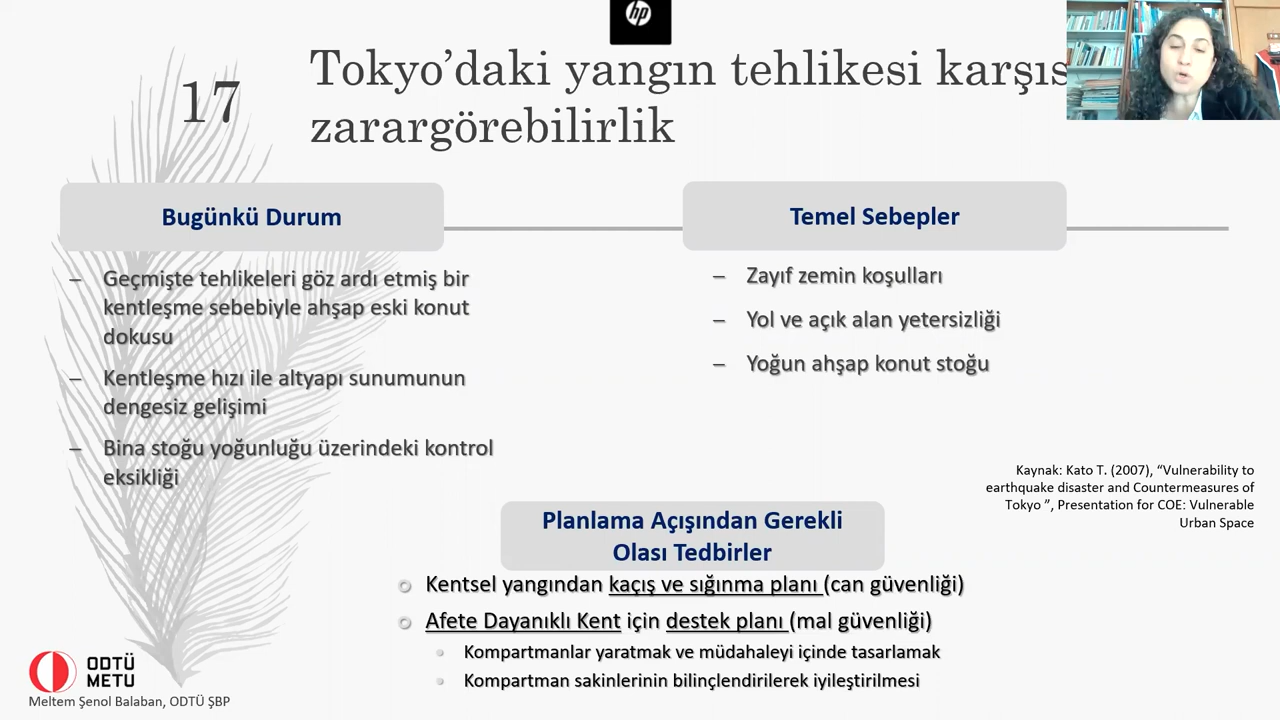 hp
17
Tokyo’daki yangın tehlikesi karşıs
zarargörebilirlik
Bugünkü Durum
Temel Sebepler
– Geçmişte tehlikeleri göz ardı etmiş bir
kentleşme sebebiyle ahşap eski konut
dokusu
– Kentleşme hızı ile altyapı sunumunun
dengesiz gelişimi
– Bina stoğu yoğunluğu üzerindeki kontrol
eksikliği
– Zayıf zemin koşulları
– Yol ve açık alan yetersizliği
– Yoğun ahşap konut stoğu
Kaynak: Kato T. (2007), “Vulnerability to
earthquake disaster and Countermeasures of
Tokyo ”, Presentation for COE: Vulnerable
Urban Space
Planlama Açışından Gerekli
Olası Tedbirler
Kentsel yangından kaçış ve sığınma planı (can güvenliği)
Afete Dayanıklı Kent için destek planı (mal güvenliği)
Kompartmanlar yaratmak ve müdahaleyi içinde tasarlamak
Kompartman sakinlerinin bilinçlendirilerek iyileştirilmesi
ODTÜ
METU
Meltem Şenol Balaban, ODTÜ ŞBP